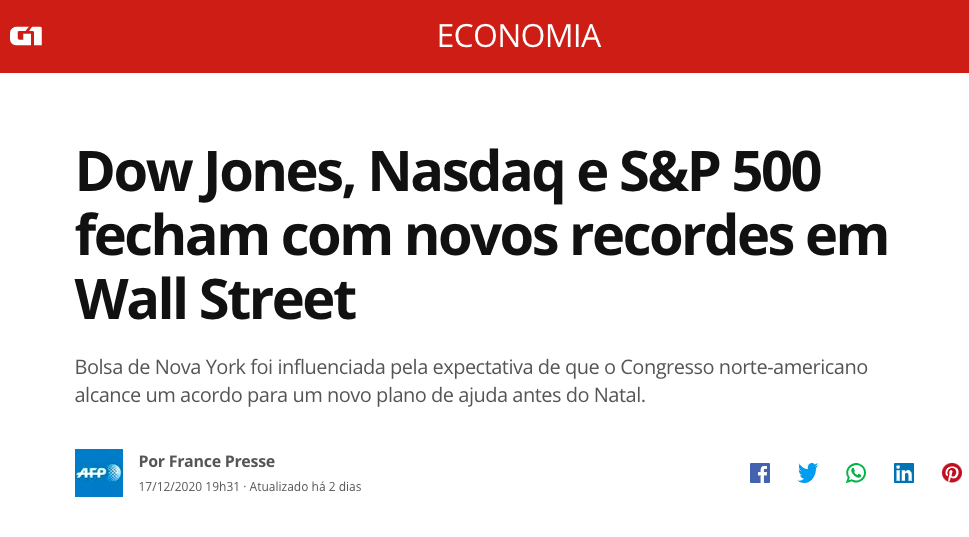 G1
ECONOMIA
Dow Jones, Nasdaq e S&P 500
fecham com novos recordes em
Wall Street
Bolsa de Nova York foi influenciada pela expectativa de que o Congresso norte-americano
alcance um acordo para um novo plano de ajuda antes do Natal.
AFP
Por France Presse
17/12/2020 19h31 · Atualizado há 2 dias